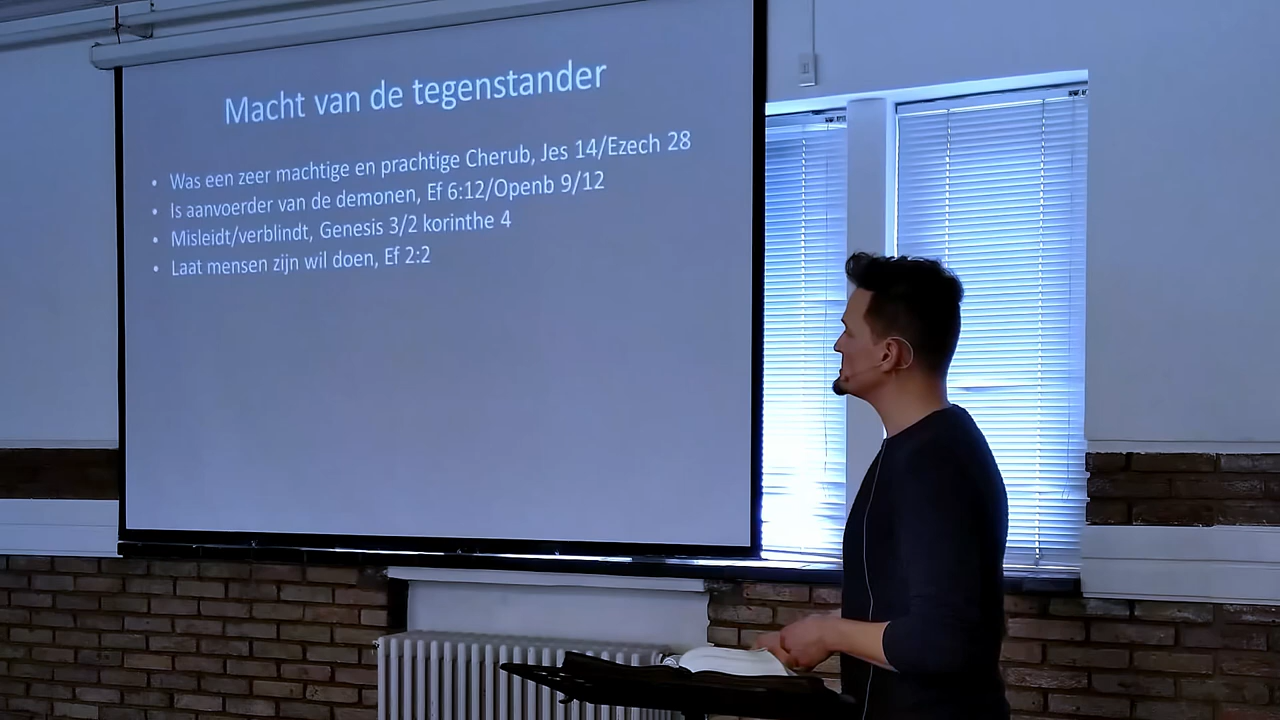 Macht van de tegenstander
• Was een zeer machtige en prachtige Cherub, Jes 14/Ezech 28
• Is aanvoerder van de demonen, Ef 6:12/Openb 9/12
• Misleidt/verblindt, Genesis 3/2 korinthe 4
• Laat mensen zijn wil doen, Ef 2:2